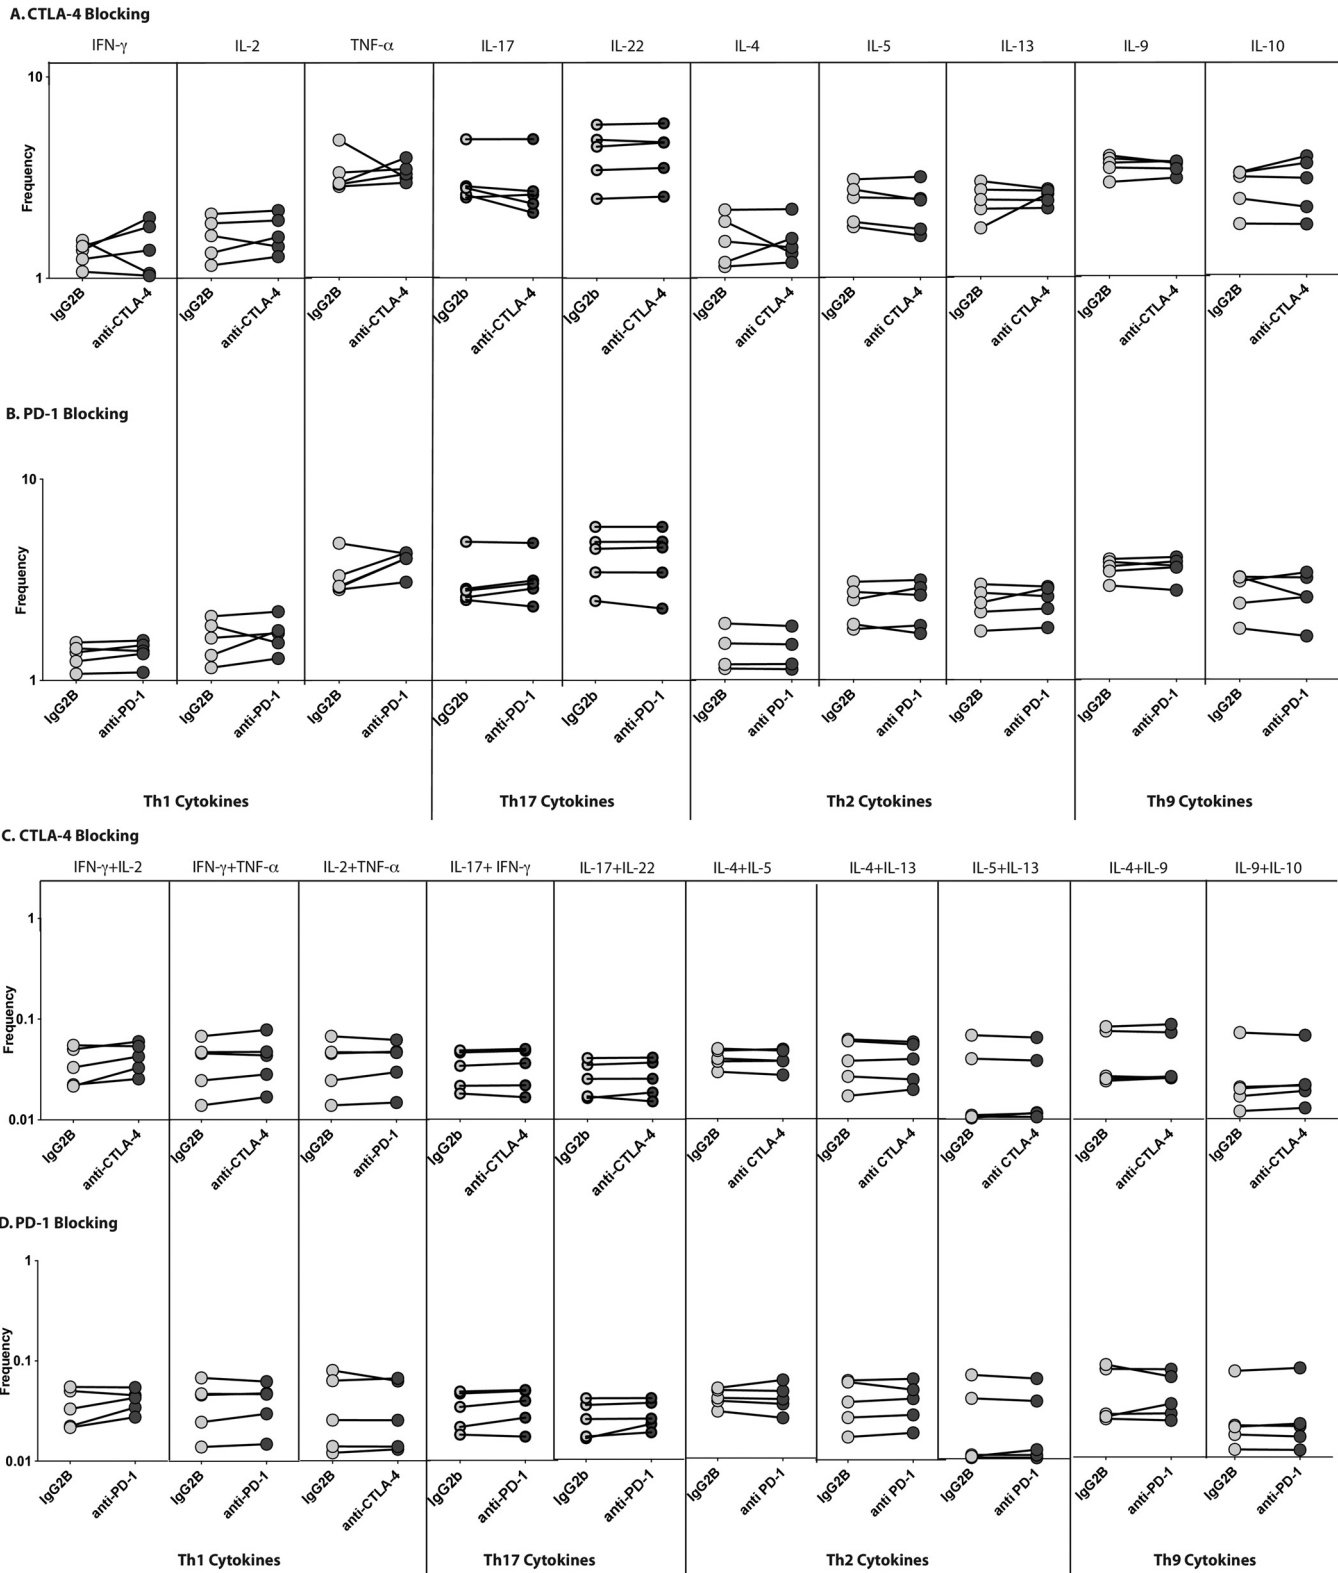 A. CTLA-4 Blocking
IFN-γ IL-2 TNF-α IL-17 IL-22 IL-4 IL-5 IL-13 IL-9 IL-10
10
Frequency
1
IgG2B anti-CTLA-4 IgG2B anti-CTLA-4 IgG2B anti-CTLA-4 IgG2b anti-CTLA-4 IgG2b anti-CTLA-4 IgG2B anti CTLA-4 IgG2B anti CTLA-4 IgG2B anti CTLA-4 IgG2B anti-CTLA-4 IgG2B anti-CTLA-4
B. PD-1 Blocking
10
Frequency
1
IgG2B anti-PD-1 IgG2B anti-PD-1 IgG2B anti-PD-1 IgG2b anti-PD-1 IgG2b anti-PD-1 IgG2B anti PD-1 IgG2B anti PD-1 IgG2B anti PD-1 IgG2B anti-PD-1 IgG2B anti-PD-1
Th1 Cytokines Th17 Cytokines Th2 Cytokines Th9 Cytokines
C. CTLA-4 Blocking
IFN-γ+IL-2 IFN-γ+TNF-α IL-2+TNF-α IL-17+ IFN-γ IL-17+IL-22 IL-4+IL-5 IL-4+IL-13 IL-5+IL-13 IL-4+IL-9 IL-9+IL-10
1
Frequency
0.1
0.01
IgG2B anti-CTLA-4 IgG2B anti-CTLA-4 IgG2B anti-PD-1 IgG2b anti-CTLA-4 IgG2b anti-CTLA-4 IgG2B anti CTLA-4 IgG2B anti CTLA-4 IgG2B anti CTLA-4 IgG2B anti-CTLA-4 IgG2B anti-CTLA-4
D. PD-1 Blocking
1
Frequency
0.1
0.01
IgG2B anti-PD-1 IgG2B anti-PD-1 IgG2B anti-CTLA-4 IgG2b anti-PD-1 IgG2b anti-PD-1 IgG2B anti PD-1 IgG2B anti PD-1 IgG2B anti PD-1 IgG2B anti-PD-1 IgG2B anti-PD-1
Th1 Cytokines Th17 Cytokines Th2 Cytokines Th9 Cytokines